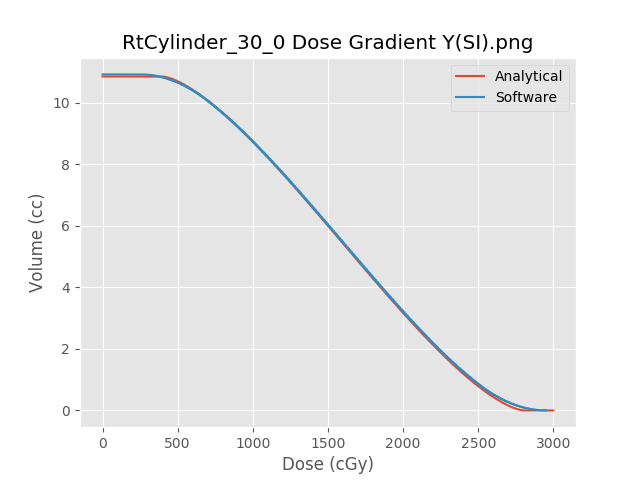 RtCylinder_30_0 Dose Gradient Y(SI).png
Analytical
Software
Volume (cc)
10
8
6
4
2
0
0 500 1000 1500 2000 2500 3000
Dose (cGy)